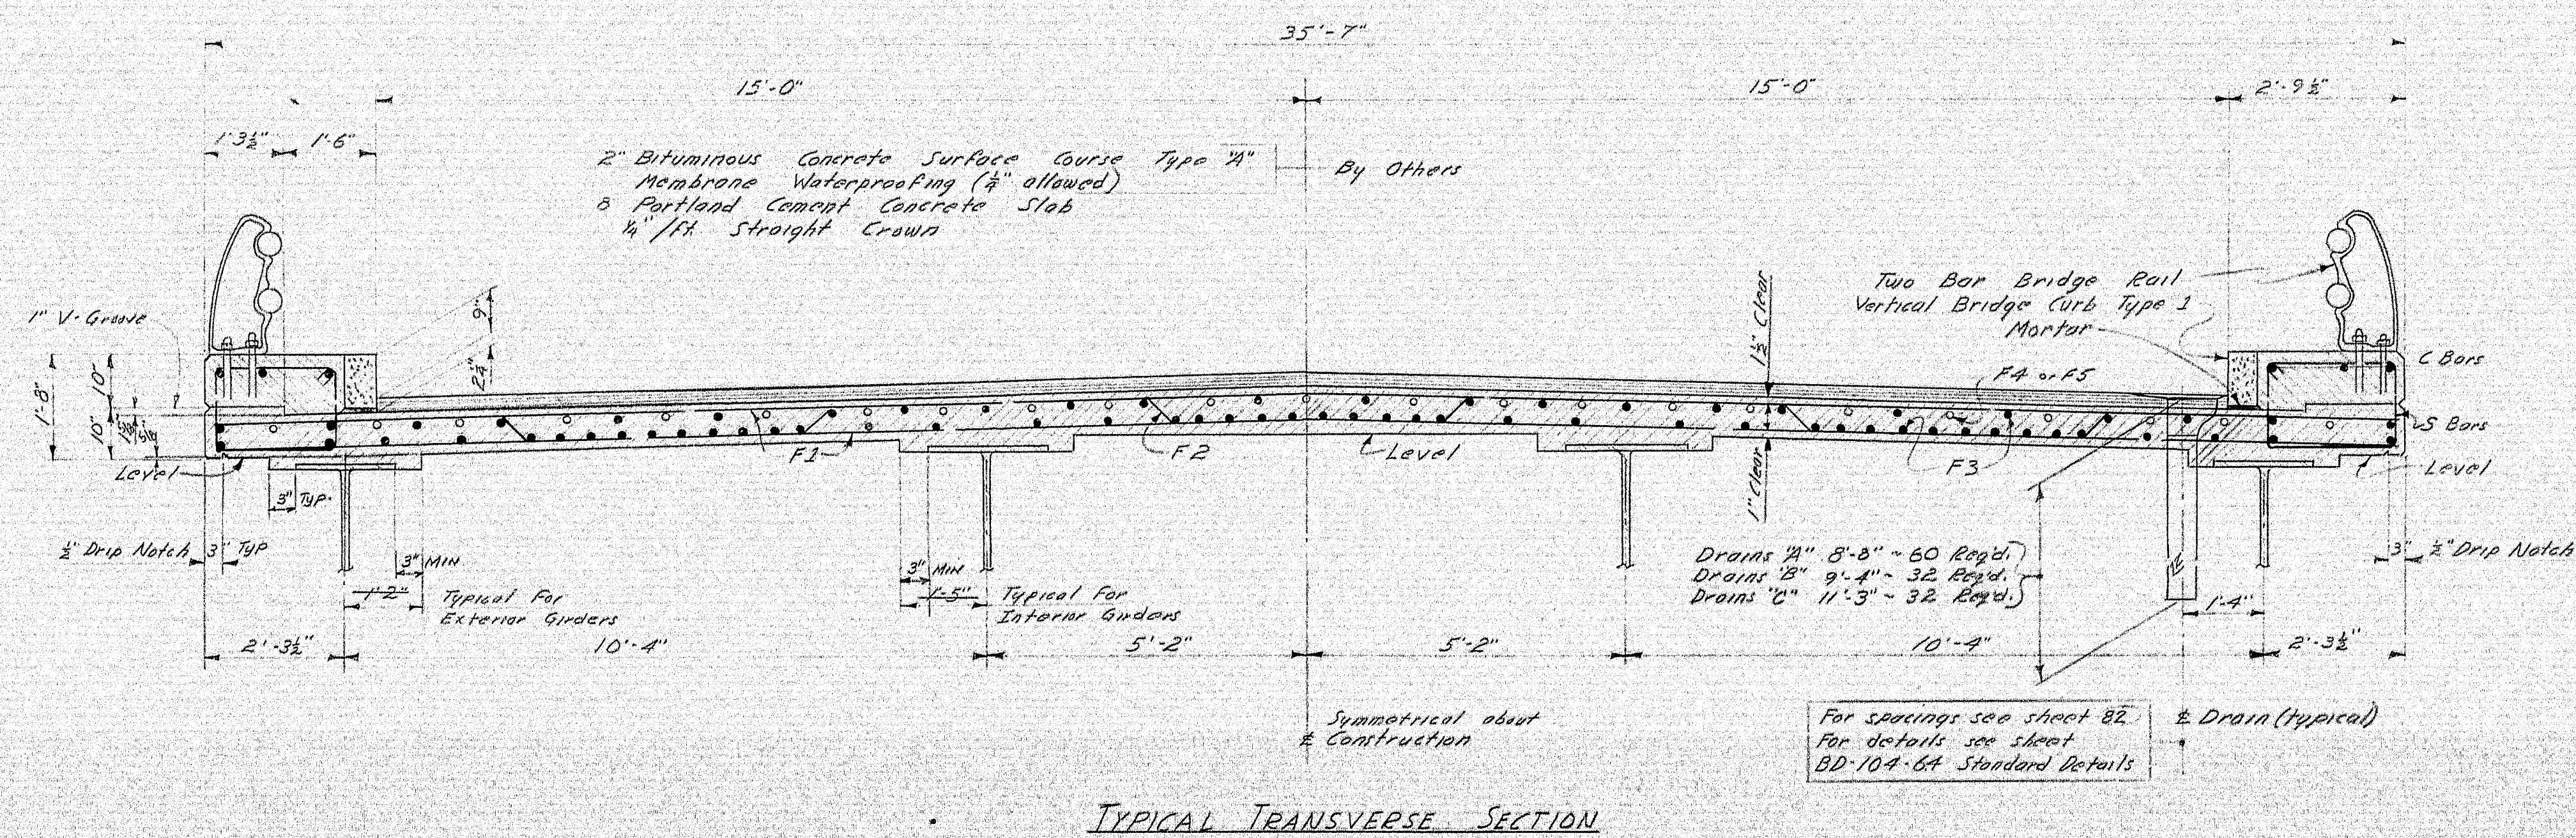 35'-7"
15'-0"
15'-0"
2'-9½"
1'3½"
1'-6"
2" Bituminous Concrete Surface Course Type "A"
Membrane Waterproofing (¼" allowed)
8 Portland Cement Concrete Slab
¼"/ft. Straight Crown
By Others
Two Bar Bridge Rail
Vertical Bridge Curb Type 1
Mortar
1" V-Groove
9"
2¼"
1½" Clear
1" Clear
F4 or F5
C Bars
S Bars
1'-8"
10"
10"
Level
F1
F2
Level
F3
Level
3" Typ.
½" Drip Notch
3" Typ
3" MIN
1'-2"
Typical For
Exterior Girders
3" MIN
1'-5"
Typical For
Interior Girders
Drains "A" 8'-8" ~ 60 Req'd.
Drains "B" 9'-4" ~ 32 Req'd.
Drains "C" 11'-3" ~ 32 Req'd.
3"
½" Drip Notch
1'-4"
2'-3½"
10'-4"
5'-2"
5'-2"
10'-4"
2'-3½"
Symmetrical about
℄ Construction
For spacings see sheet 82
For details see sheet
BD-104-64 Standard Details
℄ Drain (typical)
TYPICAL TRANSVERSE SECTION